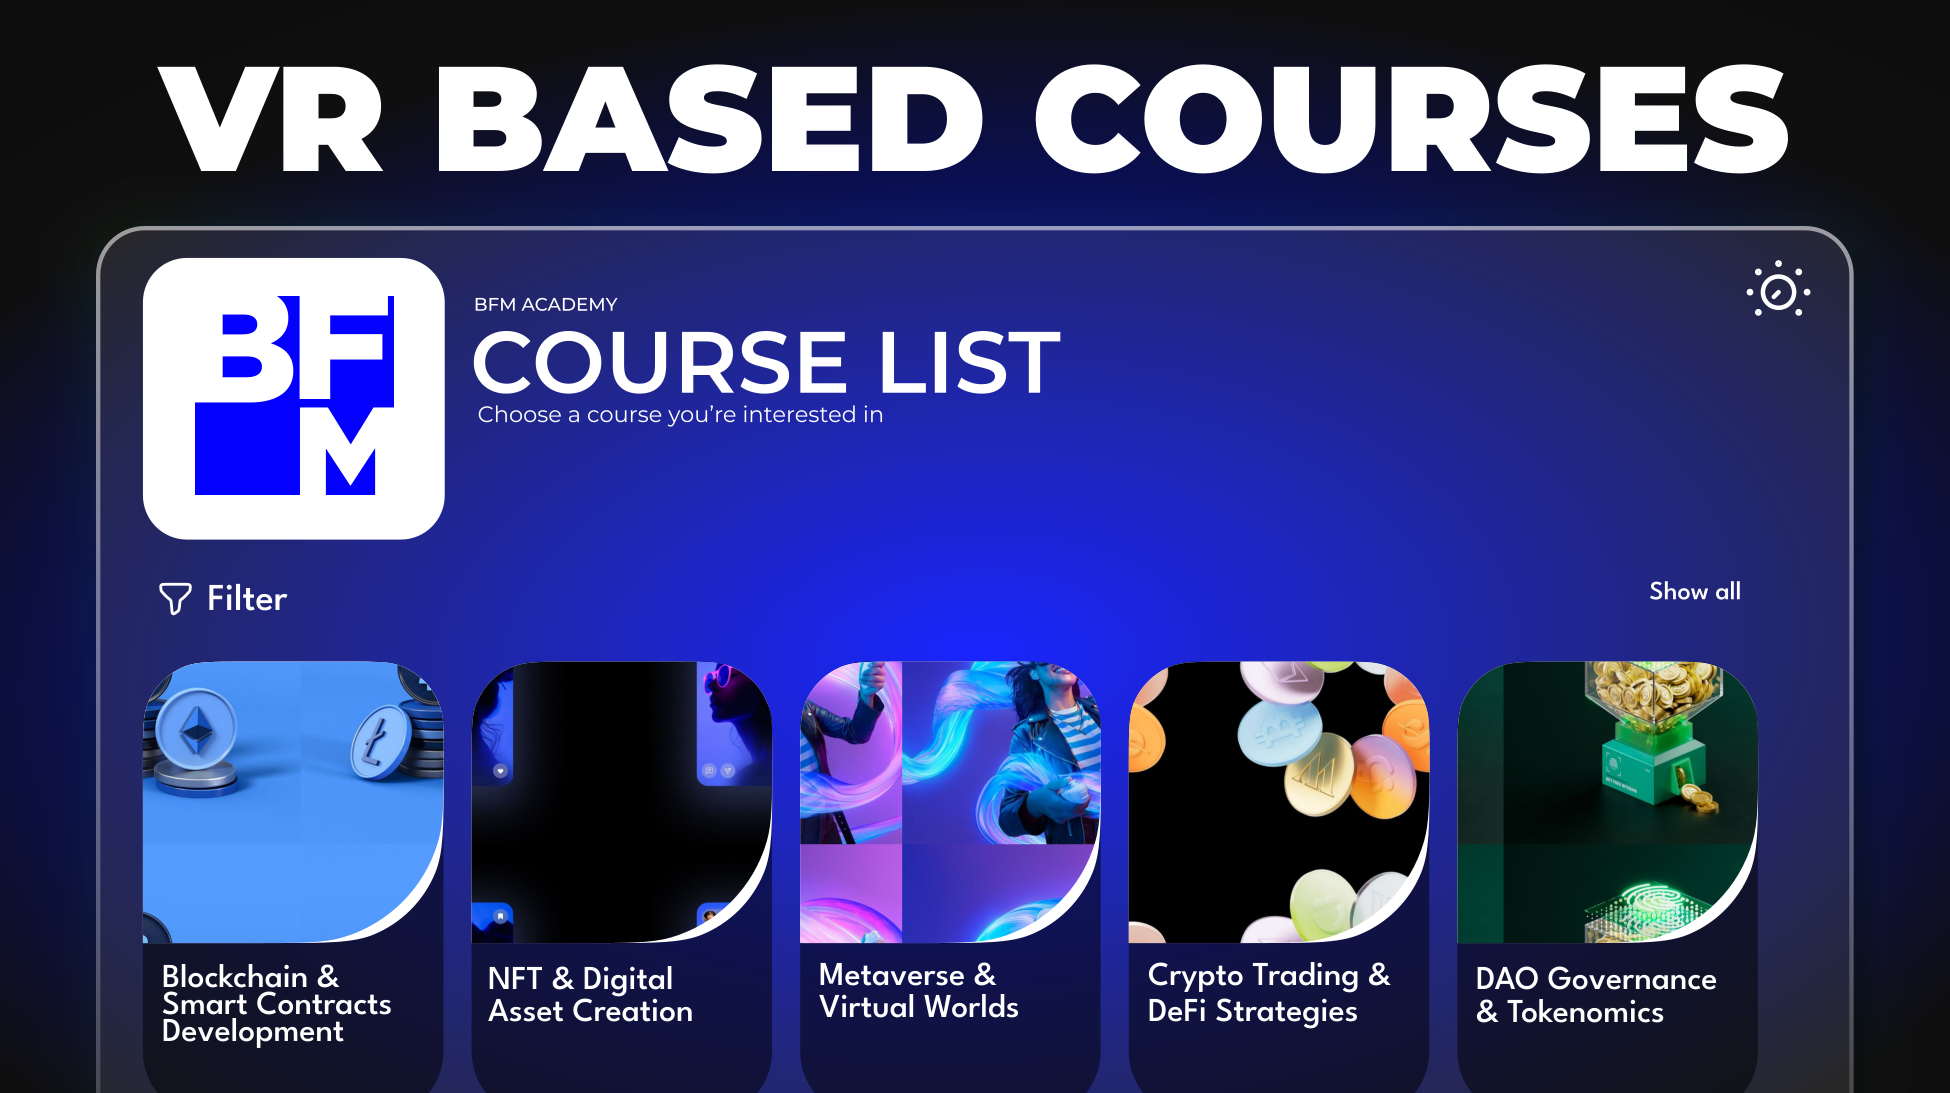 VR BASED COURSES
BFM
BFM ACADEMY
COURSE LIST
Choose a course you’re interested in
Filter
Show all
Blockchain &
Smart Contracts
Development
NFT & Digital
Asset Creation
Metaverse &
Virtual Worlds
Crypto Trading &
DeFi Strategies
DAO Governance
& Tokenomics